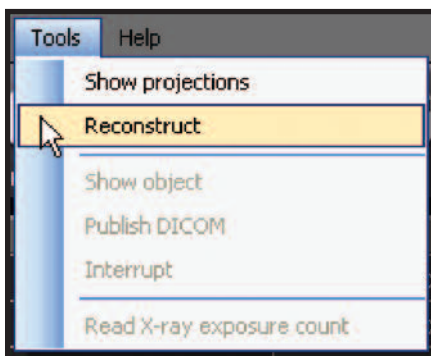 Tools Help
Show projections
Reconstruct
Show object
Publish DICOM
Interrupt
Read X-ray exposure count